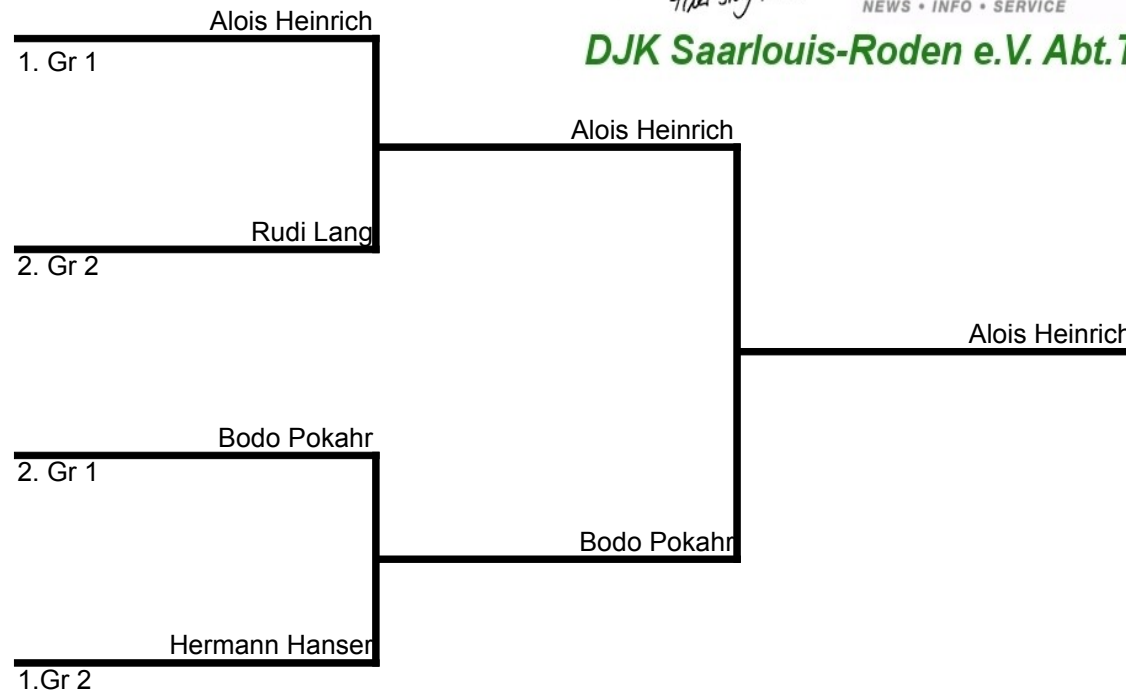 Alois Heinrich
NEWS • INFO • SERVICE
1. Gr 1
DJK Saarlouis-Roden e.V. Abt.
Alois Heinrich
Rudi Lang
2. Gr 2
Alois Heinrich
Bodo Pokahr
2. Gr 1
Bodo Pokahr
Hermann Hanser
1.Gr 2